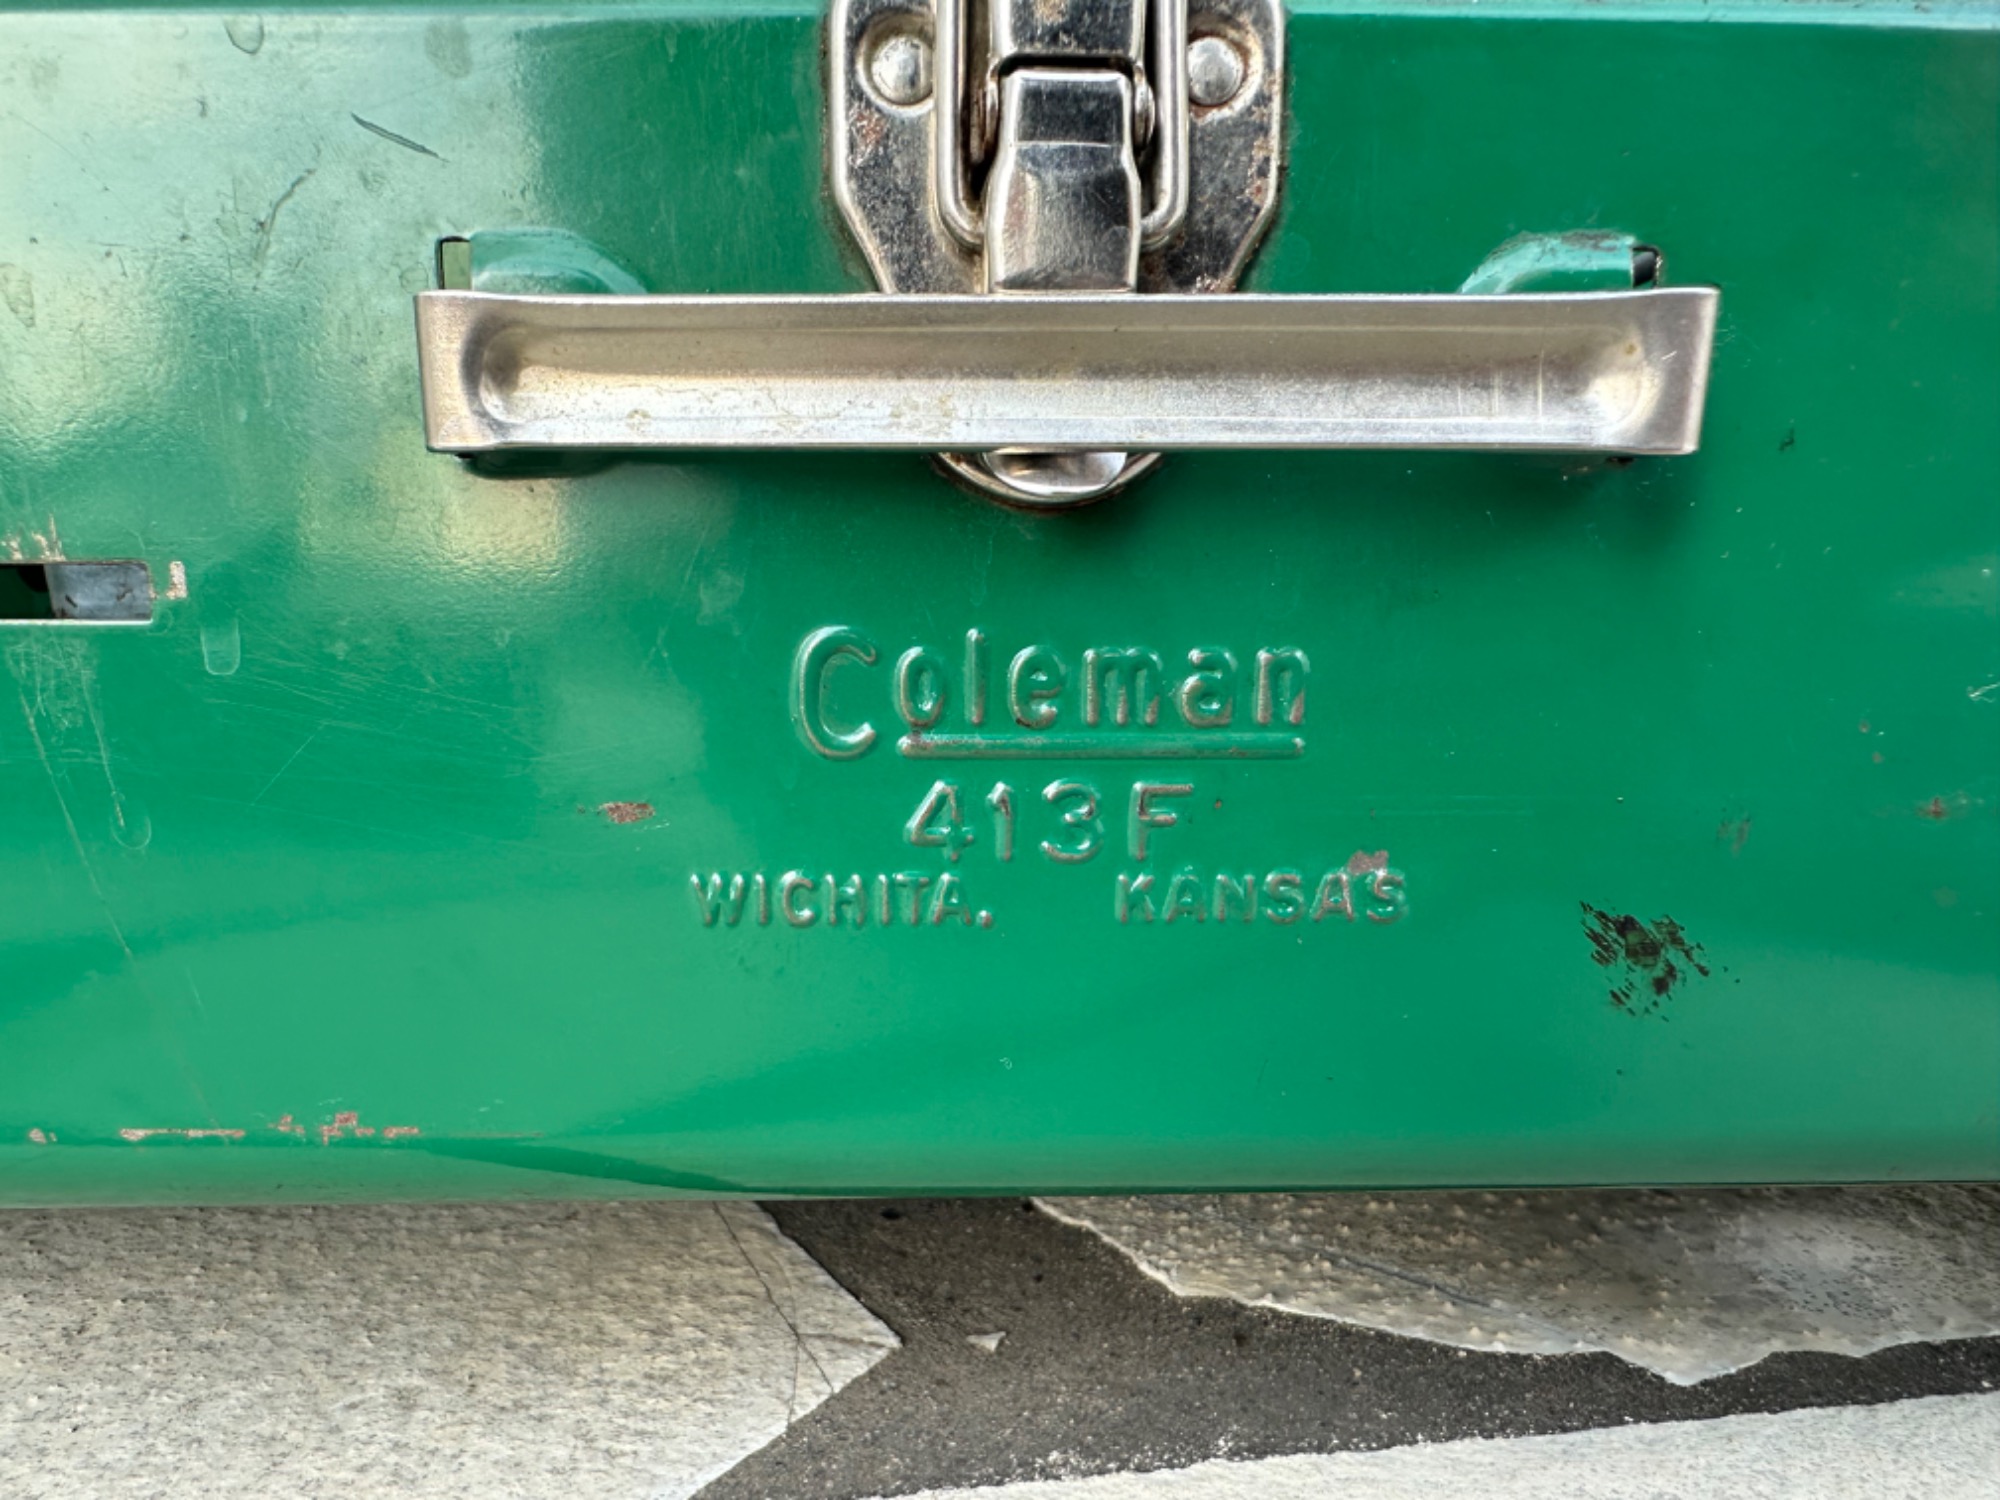 Coleman
413F
WICHITA. KANSAS